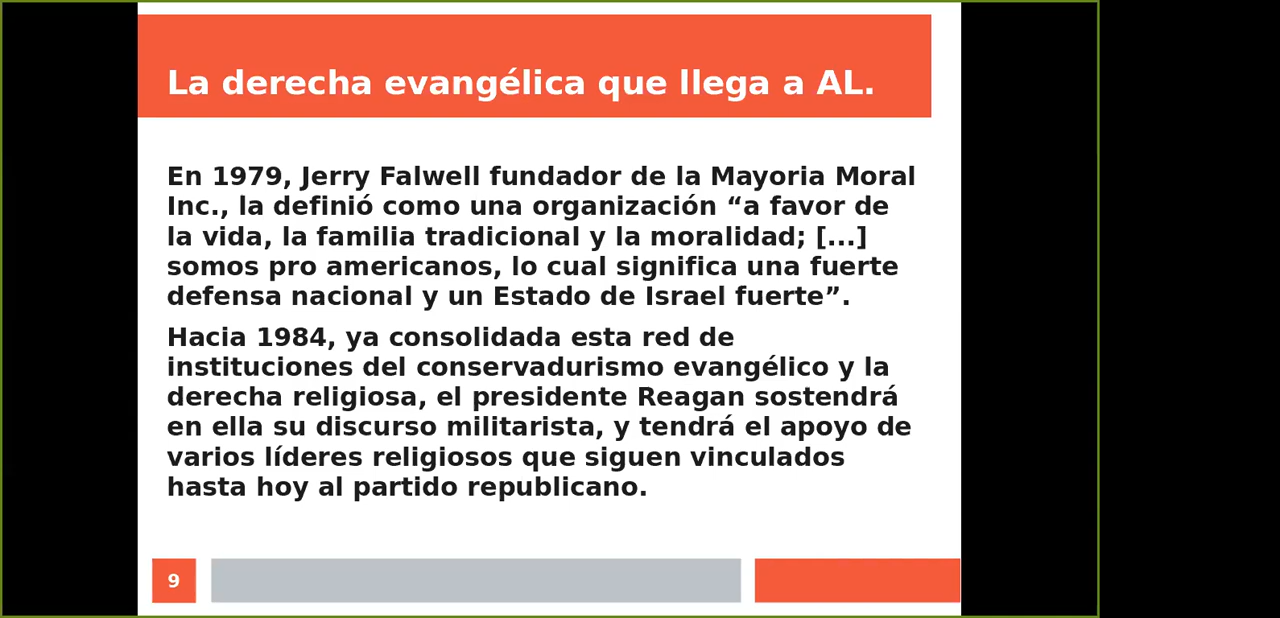 La derecha evangélica que llega a AL.
En 1979, Jerry Falwell fundador de la Mayoria Moral
Inc., la definió como una organización “a favor de
la vida, la familia tradicional y la moralidad; [...]
somos pro americanos, lo cual significa una fuerte
defensa nacional y un Estado de Israel fuerte”.
Hacia 1984, ya consolidada esta red de
instituciones del conservadurismo evangélico y la
derecha religiosa, el presidente Reagan sostendrá
en ella su discurso militarista, y tendrá el apoyo de
varios líderes religiosos que siguen vinculados
hasta hoy al partido republicano.
9